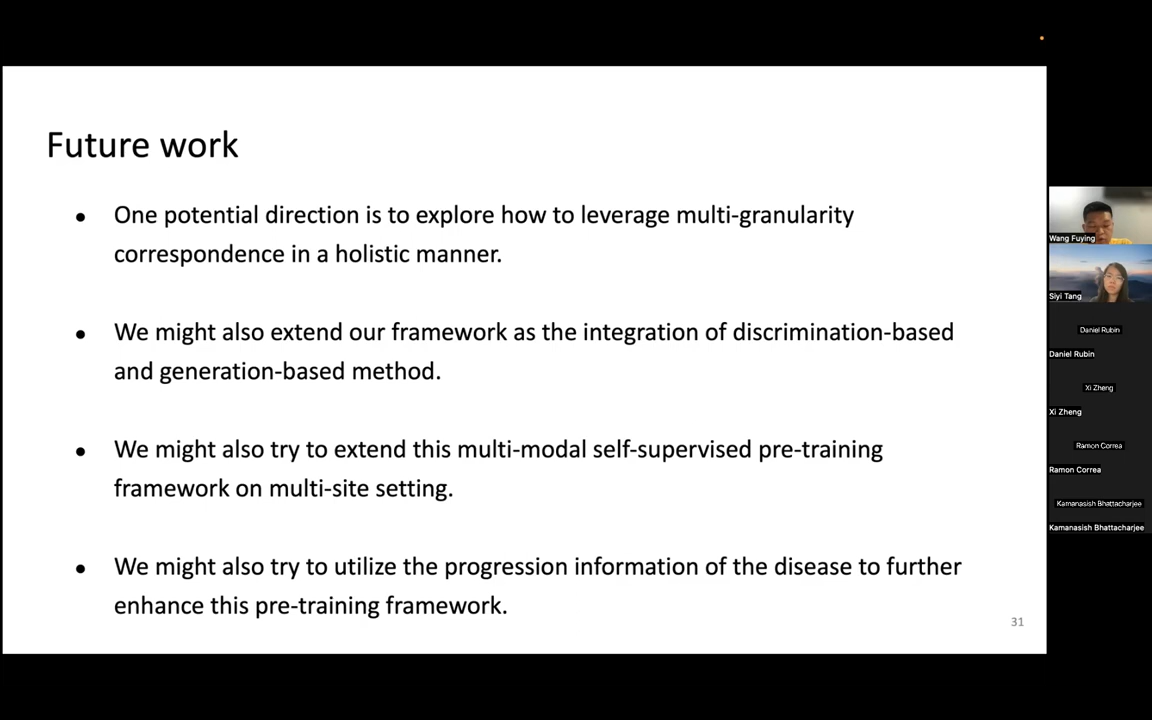 Future work
● One potential direction is to explore how to leverage multi-granularity
correspondence in a holistic manner.
● We might also extend our framework as the integration of discrimination-based
and generation-based method.
● We might also try to extend this multi-modal self-supervised pre-training
framework on multi-site setting.
● We might also try to utilize the progression information of the disease to further
enhance this pre-training framework.
31
Wang Fuying
Siyi Tang
Daniel Rubin
Daniel Rubin
Xi Zheng
Xi Zheng
Ramon Correa
Ramon Correa
Kamanasish Bhattacharjee
Kamanasish Bhattacharjee